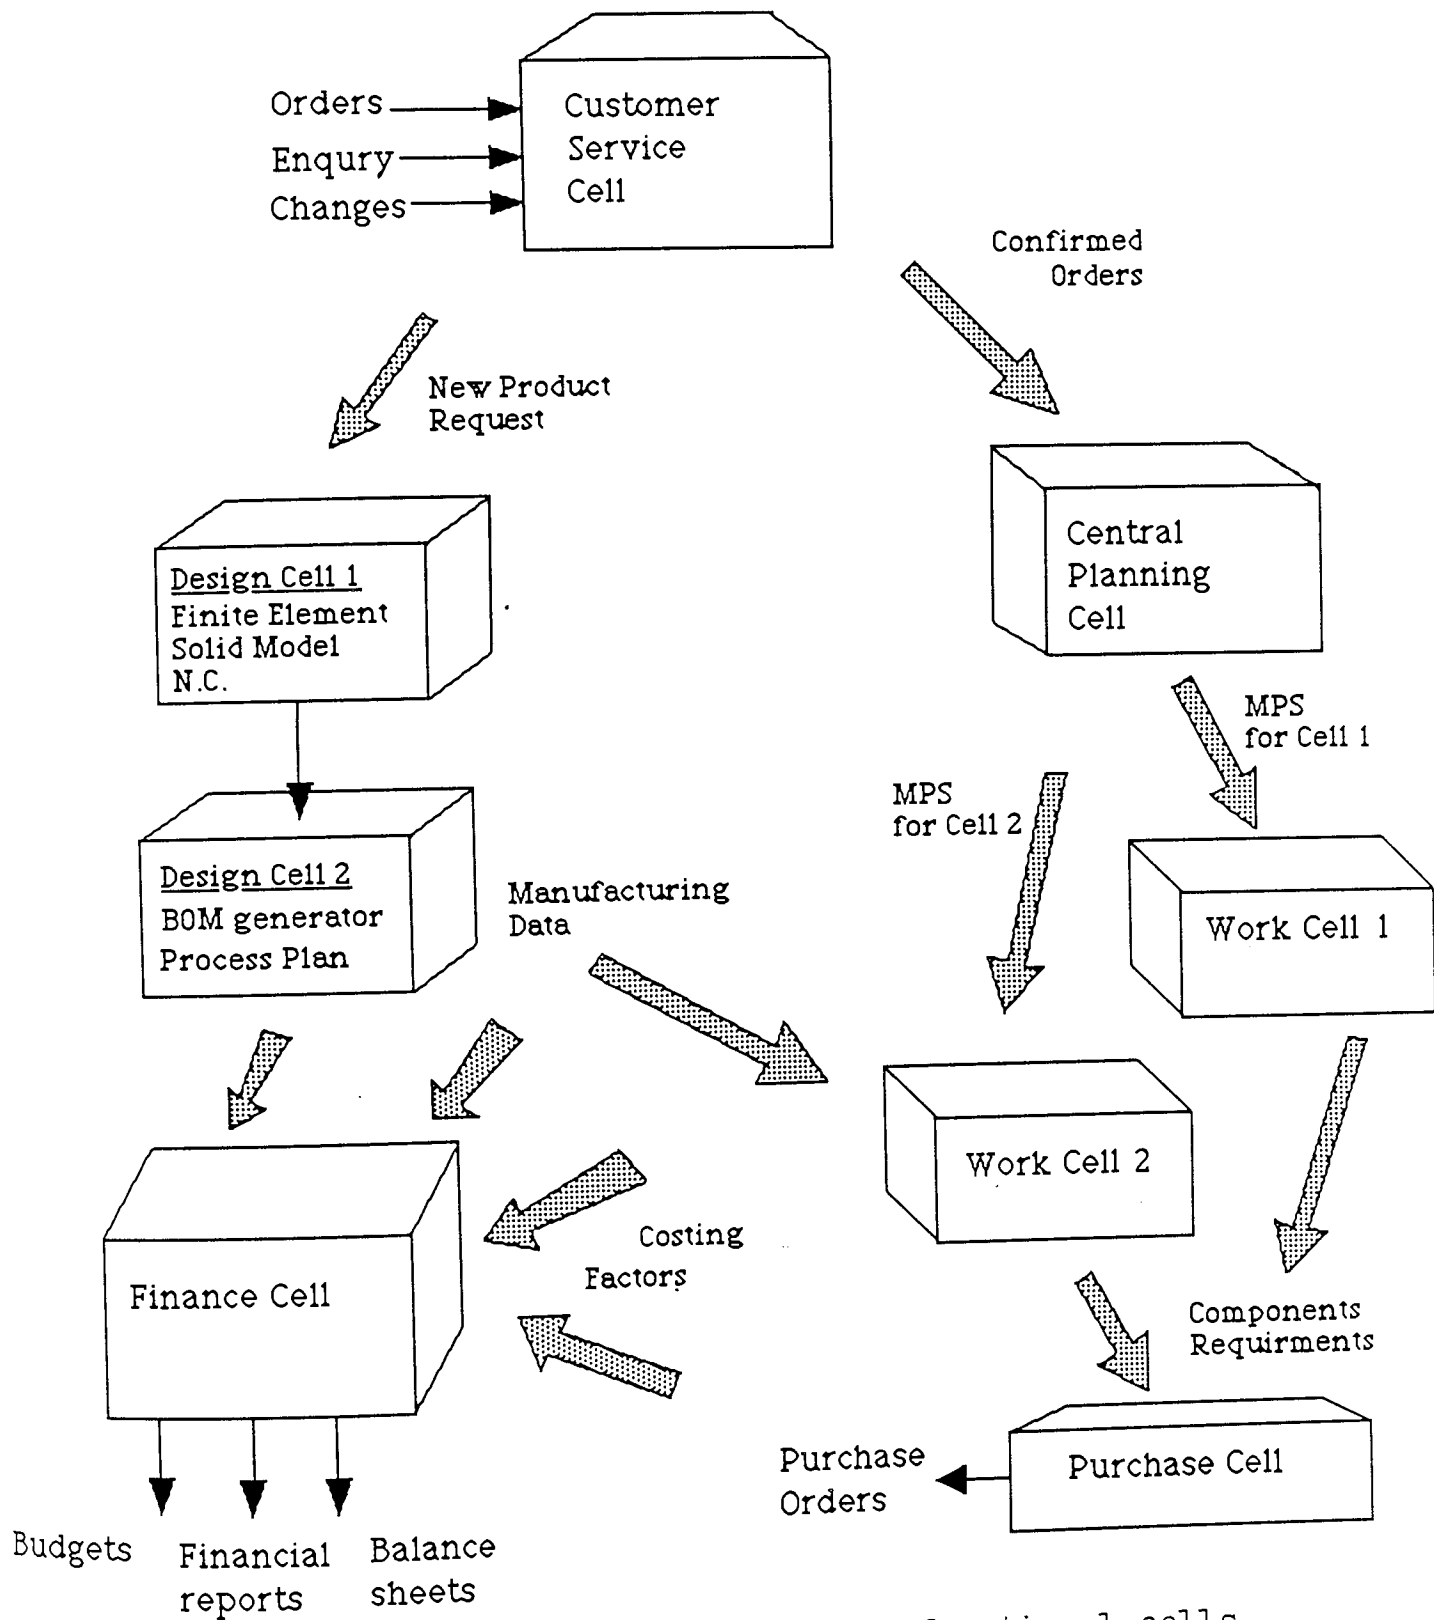 Orders
Enqury
Changes
Customer
Service
Cell
Confirmed
Orders
New Product
Request
Design Cell 1
Finite Element
Solid Model
N.C.
Central
Planning
Cell
MPS
for Cell 1
MPS
for Cell 2
Design Cell 2
BOM generator
Process Plan
Manufacturing
Data
Work Cell 1
Work Cell 2
Costing
Factors
Finance Cell
Components
Requirments
Purchase Cell
Purchase
Orders
Budgets
Financial
reports
Balance
sheets